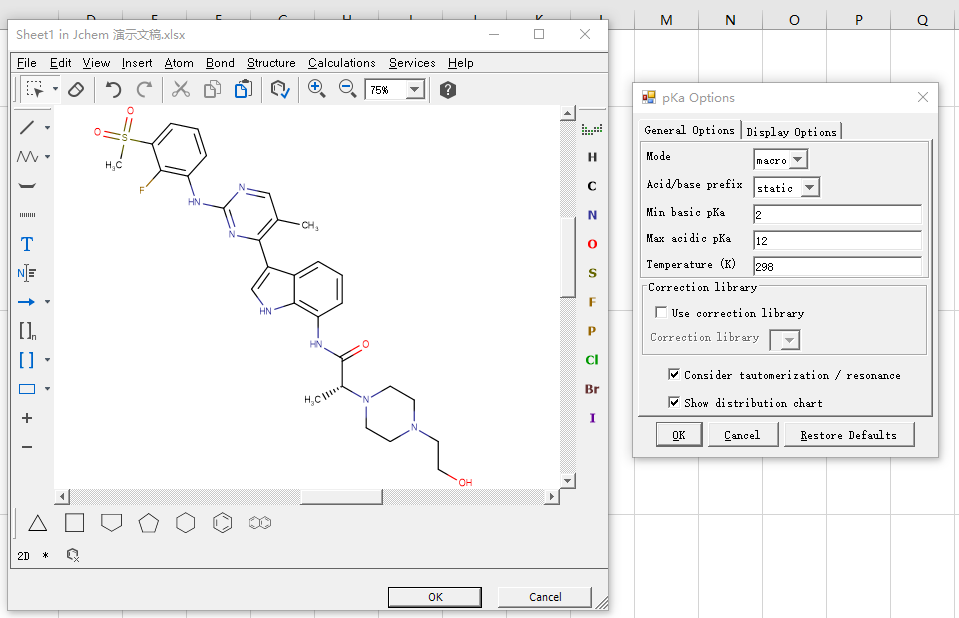 D E F G H I J K L M N O P Q
Sheet1 in Jchem 演示文稿.xlsx
File Edit View Insert Atom Bond Structure Calculations Services Help
75%
H
C
N
O
S
F
P
Cl
Br
I
T
N
[]n
[]
O
O
S
H3C
F
HN
N
N
CH3
HN
HN
O
H3C
N
N
OH
2D *
OK Cancel
pKa Options
General Options Display Options
Mode macro
Acid/base prefix static
Min basic pKa 2
Max acidic pKa 12
Temperature (K) 298
Correction library
Use correction library
Correction library
Consider tautomerization / resonance
Show distribution chart
OK Cancel Restore Defaults